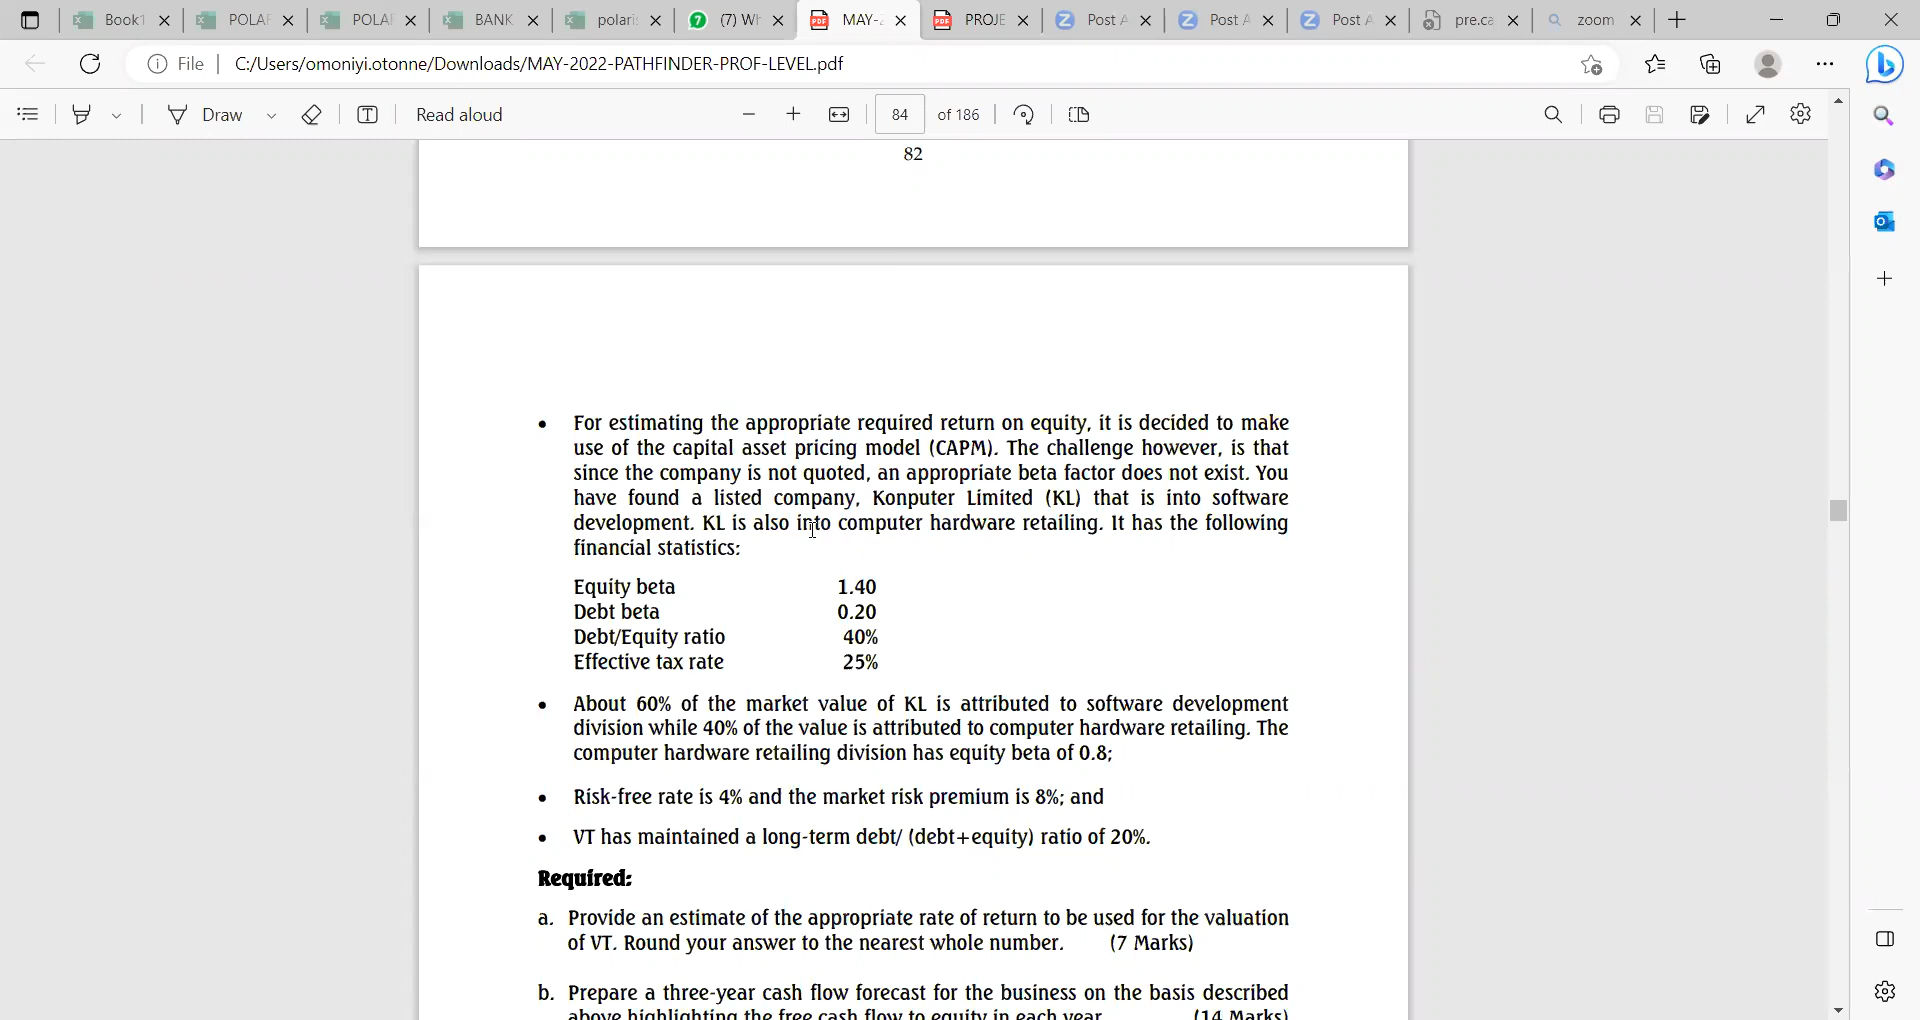 Book1
POLAR
POLAR
BANK
polaris
(7) Wh
MAY-2
PROJE
Post A
Post A
Post A
pre.ca
zoom
File
C:/Users/omoniyi.otonne/Downloads/MAY-2022-PATHFINDER-PROF-LEVEL.pdf
Draw
Read aloud
84 of 186
82
• For estimating the appropriate required return on equity, it is decided to make
use of the capital asset pricing model (CAPM). The challenge however, is that
since the company is not quoted, an appropriate beta factor does not exist. You
have found a listed company, Konputer Limited (KL) that is into software
development. KL is also into computer hardware retailing. It has the following
financial statistics:
Equity beta 1.40
Debt beta 0.20
Debt/Equity ratio 40%
Effective tax rate 25%
• About 60% of the market value of KL is attributed to software development
division while 40% of the value is attributed to computer hardware retailing. The
computer hardware retailing division has equity beta of 0.8;
• Risk-free rate is 4% and the market risk premium is 8%; and
• VT has maintained a long-term debt/ (debt+equity) ratio of 20%.
Required:
a. Provide an estimate of the appropriate rate of return to be used for the valuation
of VT. Round your answer to the nearest whole number. (7 Marks)
b. Prepare a three-year cash flow forecast for the business on the basis described
above highlighting the free cash flow to equity in each year. (14 Marks)